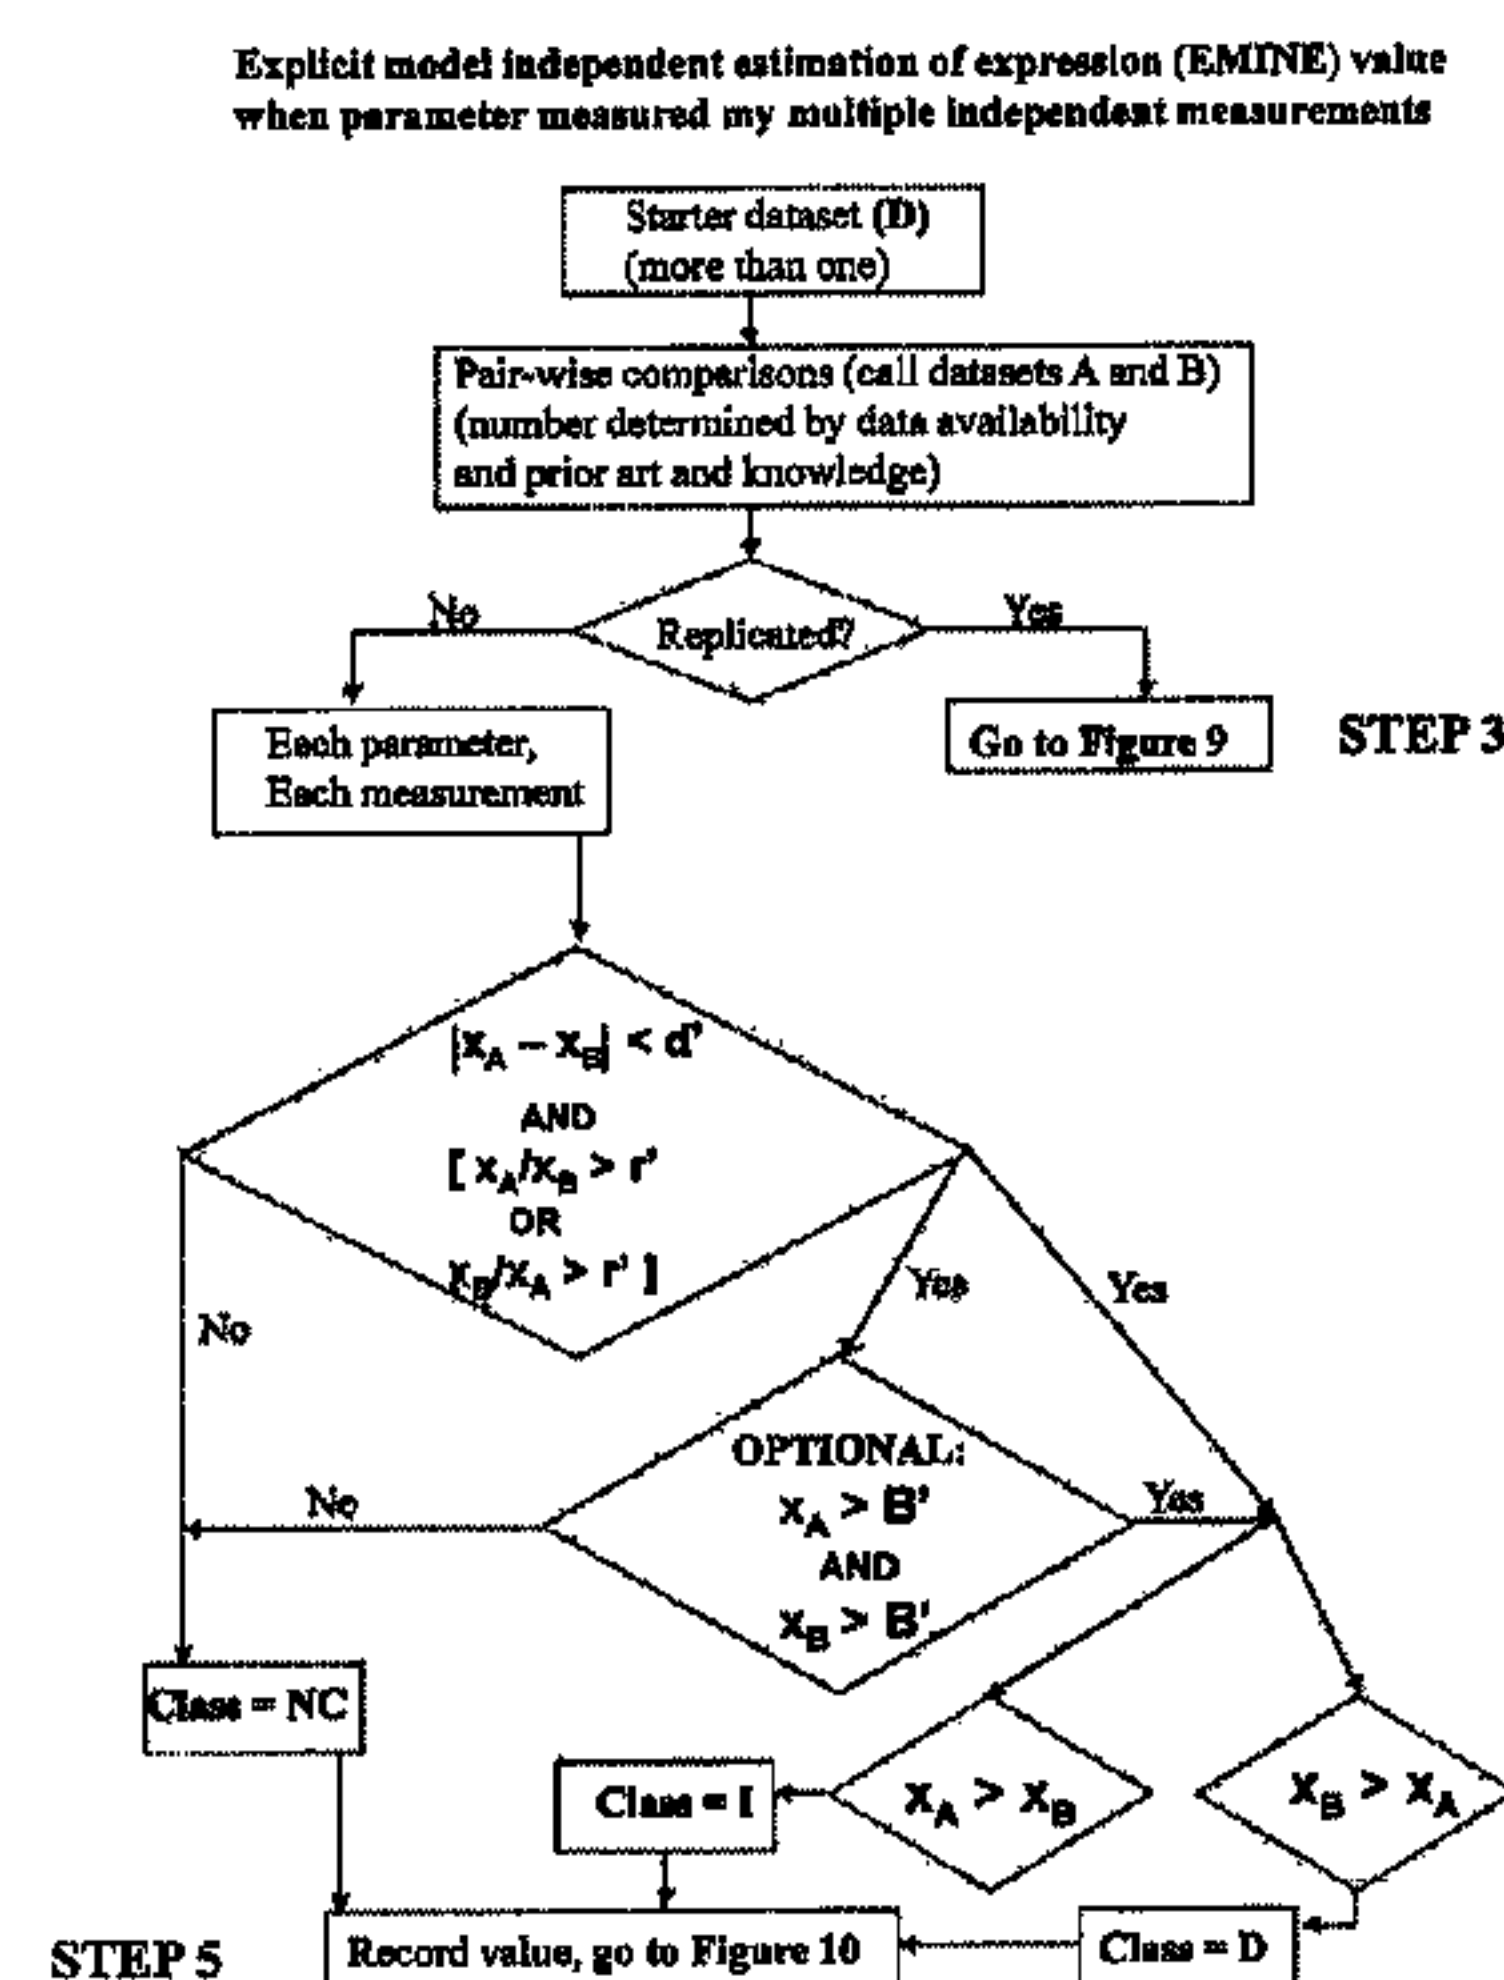 Explicit model independent estimation of expression (EMINE) value
when parameter measured my multiple independent measurements
Starter dataset (D)
(more than one)
Pair-wise comparisons (call datasets A and B)
(number determined by data availability
and prior art and knowledge)
Replicated?
No
Yes
Each parameter,
Each measurement
Go to Figure 9
STEP 3
|xA – xB| < d'
AND
[ xA/xB > r'
OR
xB/xA > r' ]
No
Yes
Yes
OPTIONAL:
xA > B'
AND
xB > B'
No
Yes
Class = NC
Class = I
xA > xB
xB > xA
STEP 5
Record value, go to Figure 10
Class = D